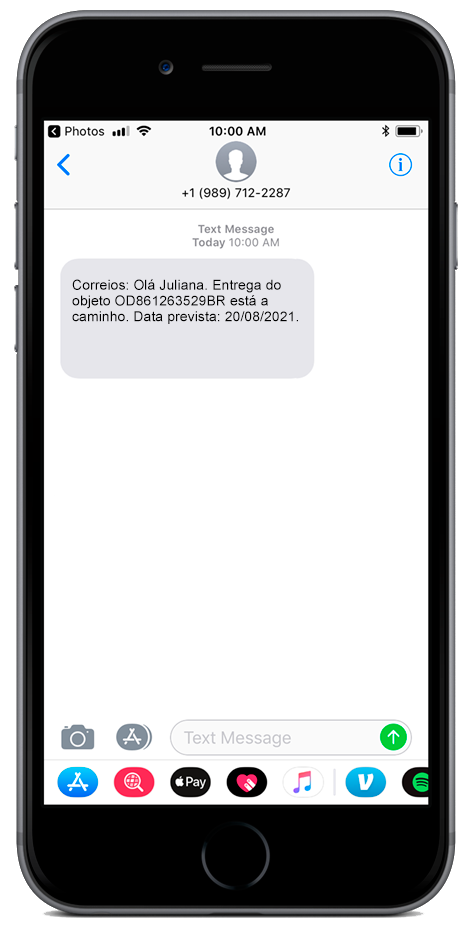 Photos 10:00 AM
+1 (989) 712-2287
Text Message
Today 10:00 AM
Correios: Olá Juliana. Entrega do
objeto OD861263529BR está a
caminho. Data prevista: 20/08/2021.
Text Message
Pay